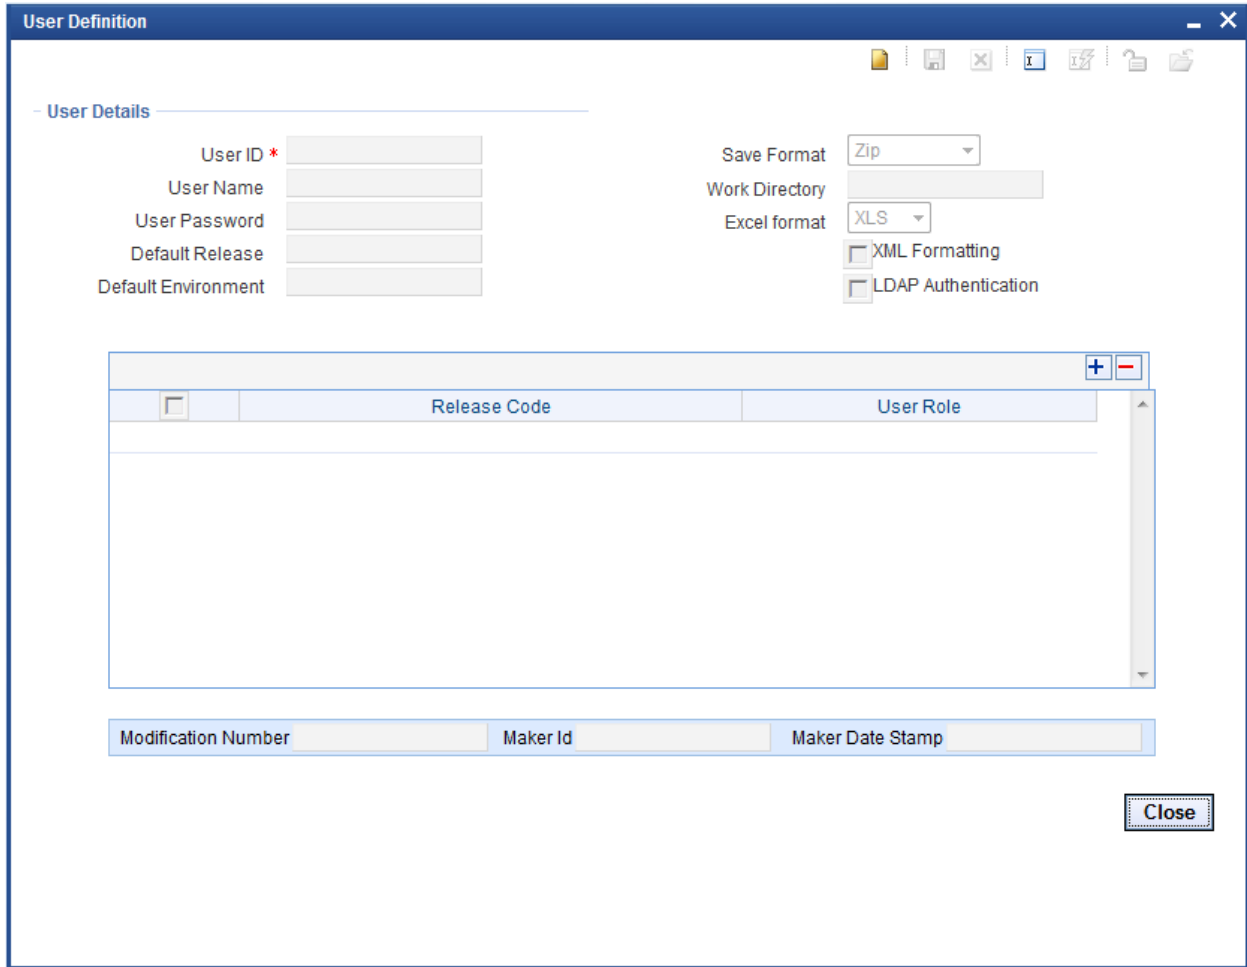 User Definition
User Details
User ID *
User Name
User Password
Default Release
Default Environment
Save Format Zip
Work Directory
Excel format XLS
XML Formatting
LDAP Authentication
Release Code User Role
Modification Number Maker Id Maker Date Stamp
Close